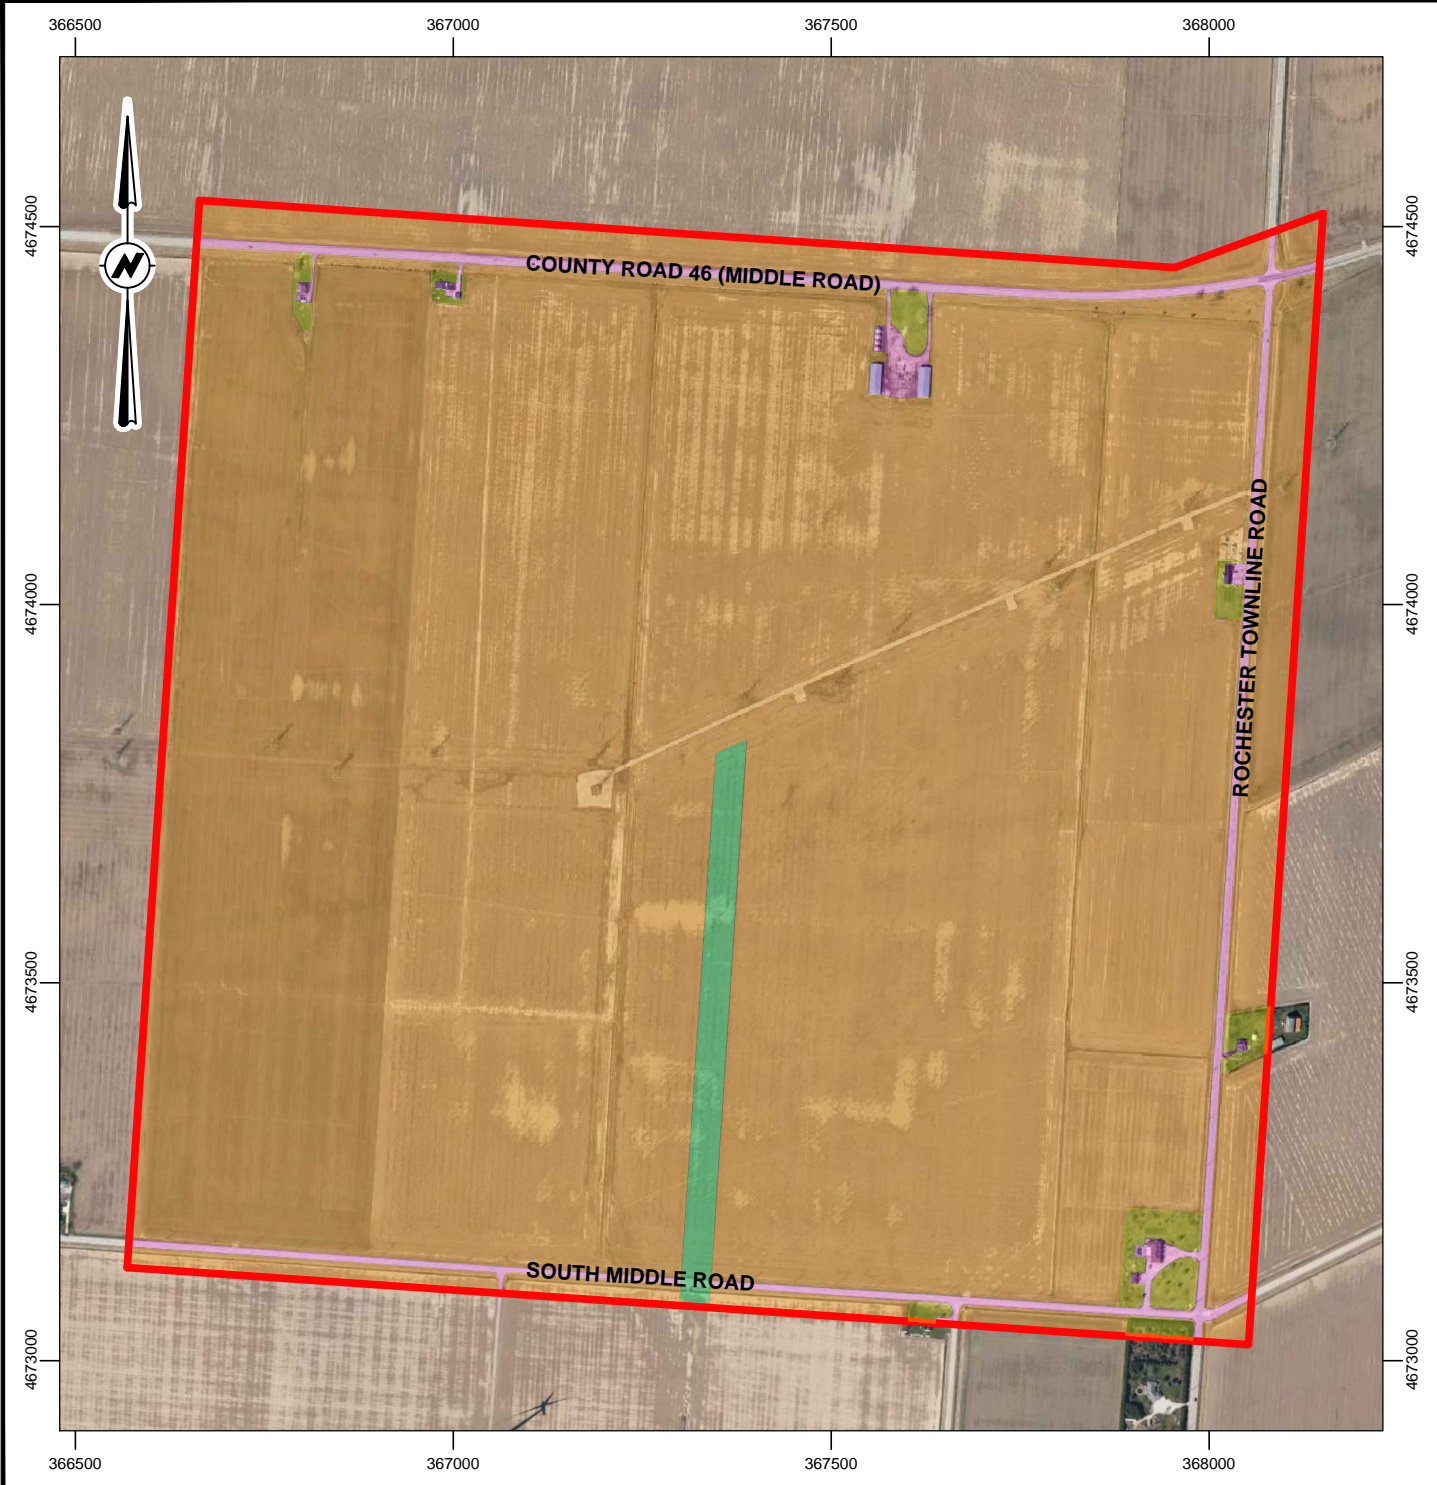 366500 367000 367500 368000
4674500 4674500
N
COUNTY ROAD 46 (MIDDLE ROAD)
ROCHESTER TOWNLINE ROAD
4674000 4674000
4673500 4673500
SOUTH MIDDLE ROAD
4673000 4673000
366500 367000 367500 368000